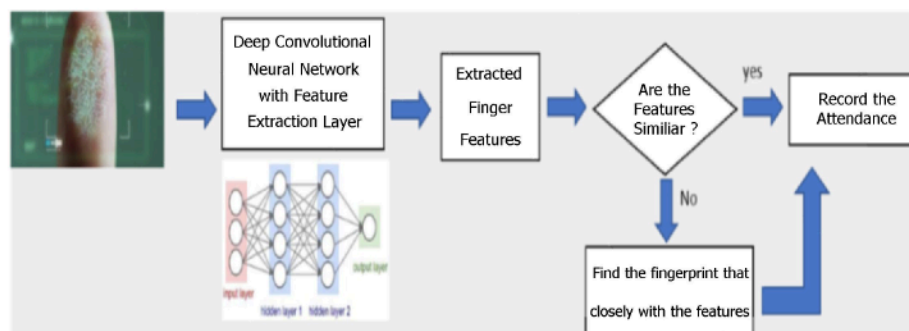 Deep Convolutional
Neural Network
with Feature
Extraction Layer
Extracted
Finger
Features
Are the
Features
Similiar ?
yes
Record the
Attendance
No
Find the fingerprint that
closely with the features
input layer
hidden layer 1
hidden layer 2
output layer